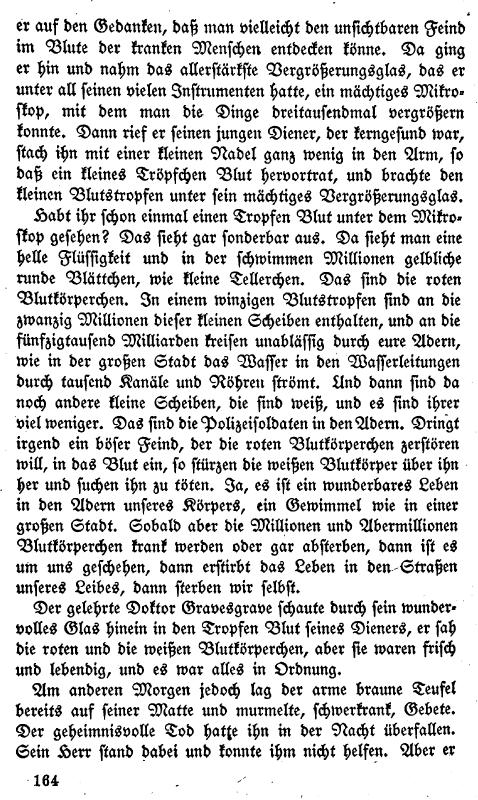 er auf den Gedanken, daß man vielleicht den unsichtbaren Feind
im Blute der kranken Menschen entdecken könne. Da ging
er hin und nahm das allerstärkste Vergrößerungsglas, das er
unter all seinen vielen Instrumenten hatte, ein mächtiges Mikro-
skop, mit dem man die Dinge dreitausendmal vergrößern
konnte. Dann rief er seinen jungen Diener, der kerngesund war,
stach ihn mit einer kleinen Nadel ganz wenig in den Arm, so
daß ein kleines Tröpfchen Blut hervortrat, und brachte den
kleinen Blutstropfen unter sein mächtiges Vergrößerungsglas.
Habt ihr schon einmal einen Tropfen Blut unter dem Mikro-
skop gesehen? Das sieht gar sonderbar aus. Da sieht man eine
helle Flüssigkeit und in der schwimmen Millionen gelbliche
runde Blättchen, wie kleine Tellerchen. Das sind die roten
Blutkörperchen. In einem winzigen Blutstropfen sind an die
zwanzig Millionen dieser kleinen Scheiben enthalten, und an die
fünfzigtausend Milliarden kreisen unablässig durch eure Adern,
wie in der großen Stadt das Wasser in den Wasserleitungen
durch tausend Kanäle und Röhren strömt. Und dann sind da
noch andere kleine Scheiben, die sind weiß, und es sind ihrer
viel weniger. Das sind die Polizeisoldaten in den Adern. Dringt
irgend ein böser Feind, der die roten Blutkörperchen zerstören
will, in das Blut ein, so stürzen die weißen Blutkörper über ihn
her und suchen ihn zu töten. Ja, es ist ein wunderbares Leben
in den Adern unseres Körpers, ein Gewimmel wie in einer
großen Stadt. Sobald aber die Millionen und Abermillionen
Blutkörperchen krank werden oder gar absterben, dann ist es
um uns geschehen, dann erstirbt das Leben in den Straßen
unseres Leibes, dann sterben wir selbst.
Der gelehrte Doktor Gravesgrave schaute durch sein wunder-
volles Glas hinein in den Tropfen Blut seines Dieners, er sah
die roten und die weißen Blutkörperchen, aber sie waren frisch
und lebendig, und es war alles in Ordnung.
Am anderen Morgen jedoch lag der arme braune Teufel
bereits auf seiner Matte und murmelte, schwerkrank, Gebete.
Der geheimnisvolle Tod hatte ihn in der Nacht überfallen.
Sein Herr stand dabei und konnte ihm nicht helfen. Aber er
164